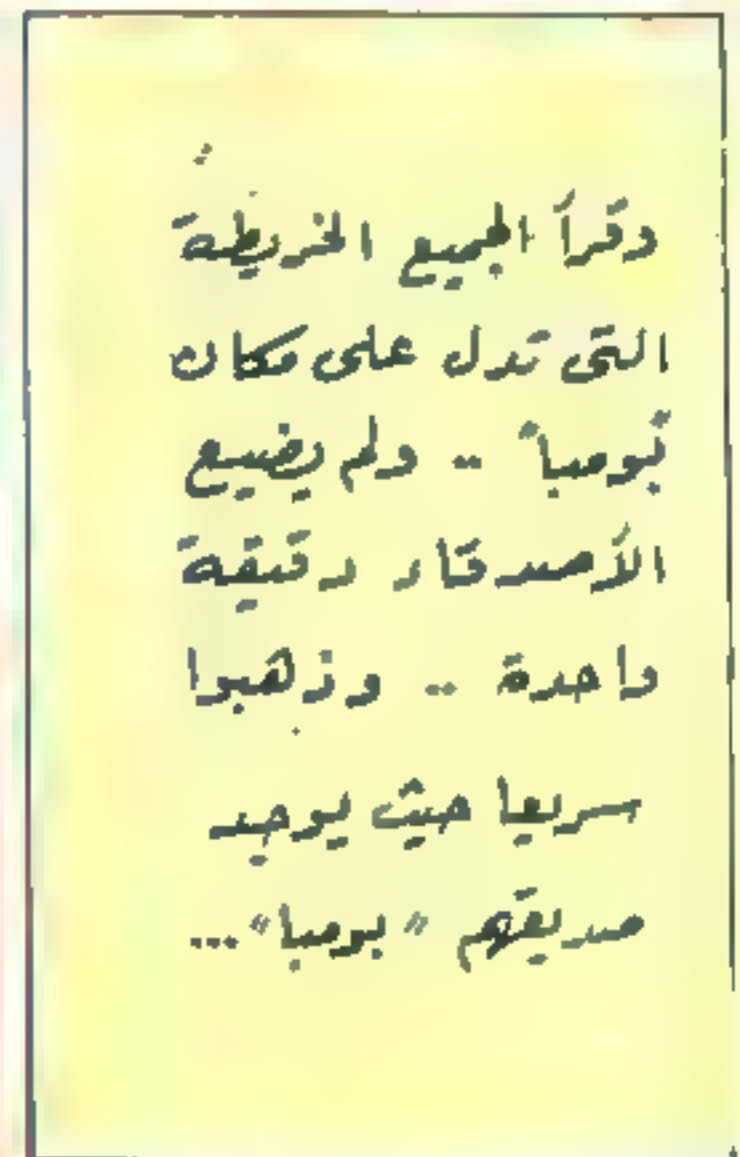 وقرأ الجميع الخريطة
التى تدل على مكان
"بومبا" .. ولم يضيع
الأصدقاء دقيقة
واحدة .. وذهبوا
سريعا حيث يوجد
صديقهم "بومبا" ...